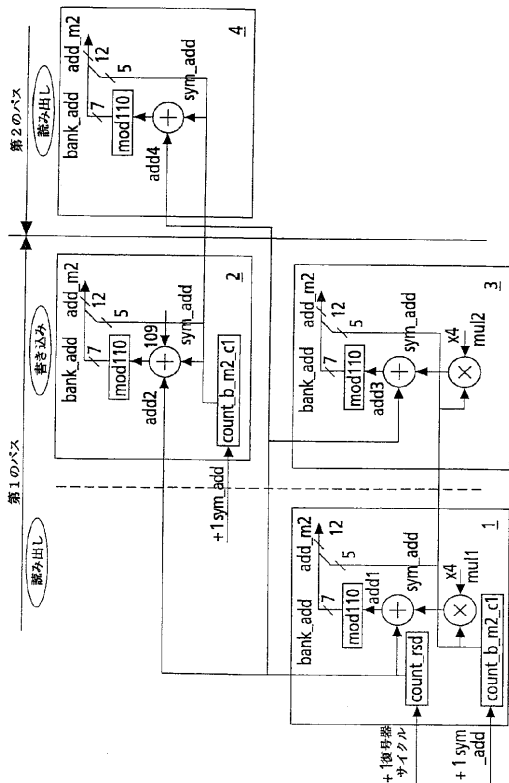 第1のパス
第2のパス
読み出し
書き込み
読み出し
bank_add
add_m2
7
12
5
mod110
add1
sym_add
x4
mul1
count_rsd
count_b_m2_c1
1
+1復号器
サイクル
+1 sym
_add
bank_add
add_m2
7
12
5
mod110
109
add2
sym_add
count_b_m2_c1
2
+1 sym_add
bank_add
add_m2
7
12
5
mod110
add3
sym_add
x4
mul2
3
bank_add
add_m2
7
12
5
mod110
add4
sym_add
4